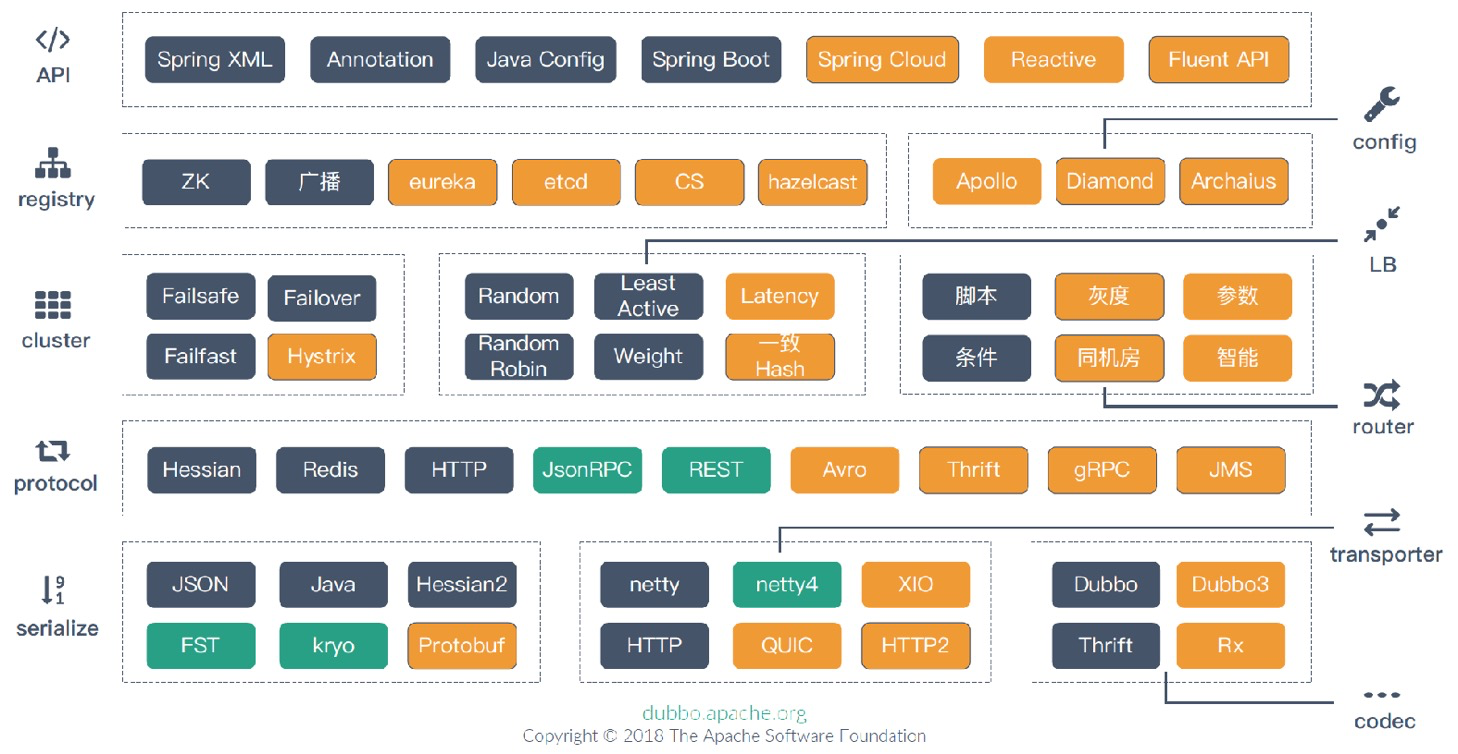 </> API
Spring XML
Annotation
Java Config
Spring Boot
Spring Cloud
Reactive
Fluent API
config
registry
ZK
广播
eureka
etcd
CS
hazelcast
Apollo
Diamond
Archaius
LB
cluster
Failsafe
Failover
Failfast
Hystrix
Random
Least
Active
Latency
Random
Robin
Weight
一致
Hash
脚本
灰度
参数
条件
同机房
智能
router
protocol
Hessian
Redis
HTTP
JsonRPC
REST
Avro
Thrift
gRPC
JMS
transporter
9
1
serialize
JSON
Java
Hessian2
FST
kryo
Protobuf
netty
netty4
XIO
HTTP
QUIC
HTTP2
Dubbo
Dubbo3
Thrift
Rx
codec
dubbo.apache.org
Copyright © 2018 The Apache Software Foundation